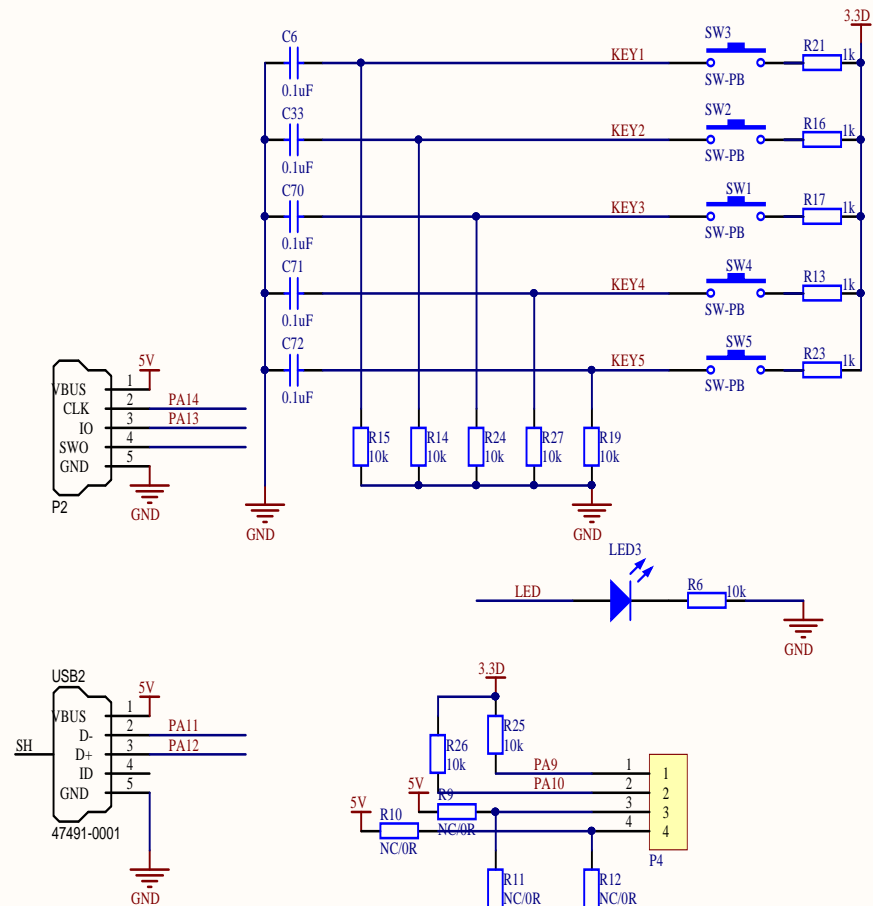 3.3D
C6
KEY1
SW3
R21
1k
0.1uF
SW-PB
C33
KEY2
SW2
R16
1k
0.1uF
SW-PB
C70
KEY3
SW1
R17
1k
0.1uF
SW-PB
C71
KEY4
SW4
R13
1k
0.1uF
SW-PB
C72
KEY5
SW5
R23
1k
0.1uF
SW-PB
5V
VBUS 1
CLK 2 PA14
IO 3 PA13
SWO 4
GND 5
P2
GND
R15 R14 R24 R27 R19
10k 10k 10k 10k 10k
GND
GND
LED3
LED
R6 10k
GND
USB2
5V
VBUS 1
D- 2 PA11
SH
D+ 3 PA12
ID 4
GND 5
47491-0001
GND
3.3D
R25
10k
R26
10k
PA9 1 1
PA10 2 2
5V R9 3 3
NC/0R
5V R10 4 4
NC/0R
P4
R11
NC/0R
R12
NC/0R